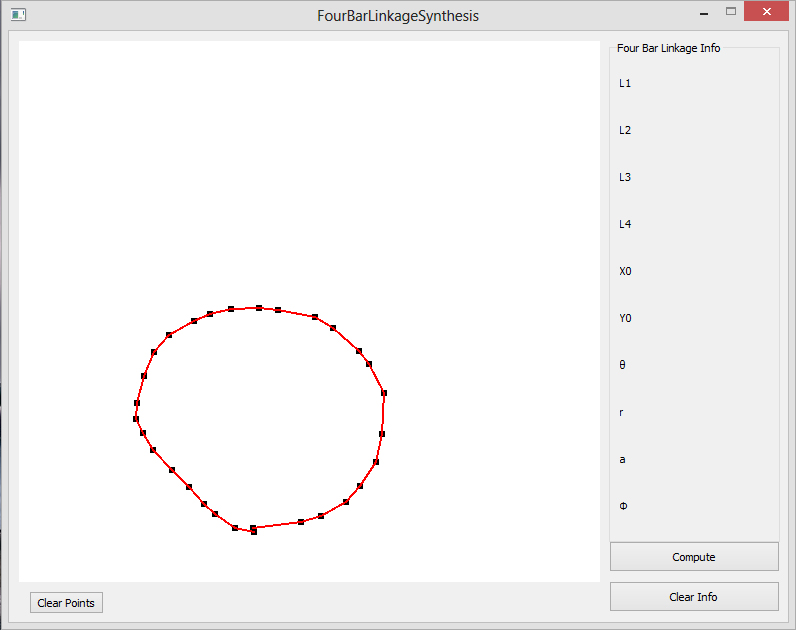 FourBarLinkageSynthesis
Four Bar Linkage Info
L1
L2
L3
L4
X0
Y0
θ
r
a
Φ
Compute
Clear Points
Clear Info